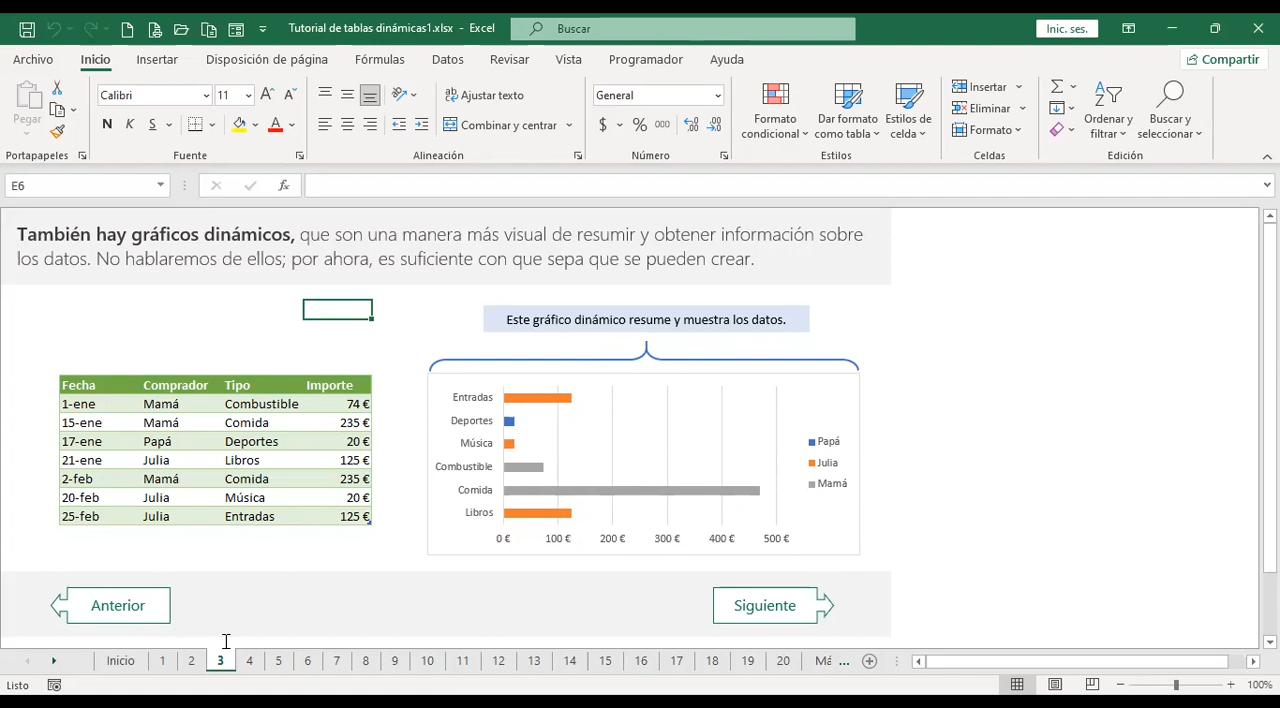 Tutorial de tablas dinámicas1.xlsx - Excel
Buscar
Inic. ses.
Archivo
Inicio
Insertar
Disposición de página
Fórmulas
Datos
Revisar
Vista
Programador
Ayuda
Compartir
Pegar
Portapapeles
Calibri
11
N K S
Fuente
Ajustar texto
Combinar y centrar
Alineación
General
$ % 000
Número
Formato condicional
Dar formato como tabla
Estilos de celda
Estilos
Insertar
Eliminar
Formato
Celdas
Ordenar y filtrar
Buscar y seleccionar
Edición
E6
fx
También hay gráficos dinámicos, que son una manera más visual de resumir y obtener información sobre
los datos. No hablaremos de ellos; por ahora, es suficiente con que sepa que se pueden crear.
Este gráfico dinámico resume y muestra los datos.
Fecha Comprador Tipo Importe
1-ene Mamá Combustible 74 €
15-ene Mamá Comida 235 €
17-ene Papá Deportes 20 €
21-ene Julia Libros 125 €
2-feb Mamá Comida 235 €
20-feb Julia Música 20 €
25-feb Julia Entradas 125 €
Entradas
Deportes
Música
Combustible
Comida
Libros
0 € 100 € 200 € 300 € 400 € 500 €
Papá
Julia
Mamá
Anterior
Siguiente
Inicio 1 2 3 4 5 6 7 8 9 10 11 12 13 14 15 16 17 18 19 20 Má ...
Listo
100%